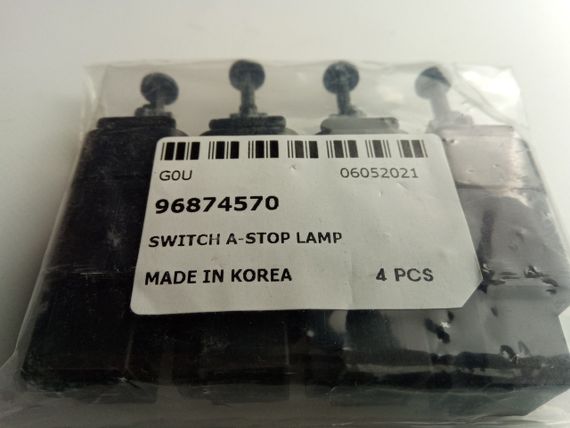 G0U 06052021
96874570
SWITCH A-STOP LAMP
MADE IN KOREA 4 PCS